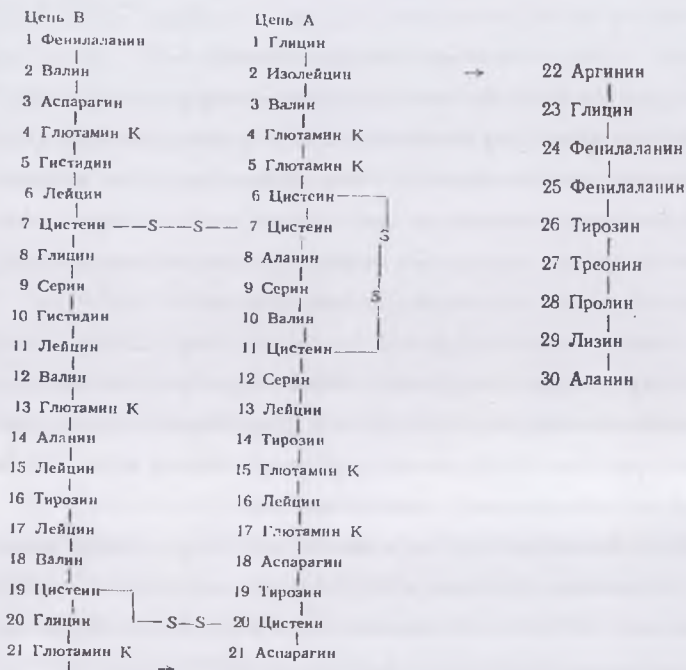 Цепь В
1 Фенилаланин
2 Валин
3 Аспарагин
4 Глютамин К
5 Гистидин
6 Лейцин
7 Цистеин —S—S—
8 Глицин
9 Серин
10 Гистидин
11 Лейцин
12 Валин
13 Глютамин К
14 Аланин
15 Лейцин
16 Тирозин
17 Лейцин
18 Валин
19 Цистеин
20 Глицин —S—S—
21 Глютамин К
→
Цепь А
1 Глицин
2 Изолейцин
3 Валин
4 Глютамин К
5 Глютамин К
6 Цистеин
7 Цистеин
S
8 Аланин
9 Серин
S
10 Валин
11 Цистеин
12 Серин
13 Лейцин
14 Тирозин
15 Глютамин К
16 Лейцин
17 Глютамин К
18 Аспарагин
19 Тирозин
20 Цистеин
21 Аспарагин
→ 22 Аргинин
23 Глицин
24 Фенилаланин
25 Фенилаланин
26 Тирозин
27 Треонин
28 Пролин
29 Лизин
30 Аланин